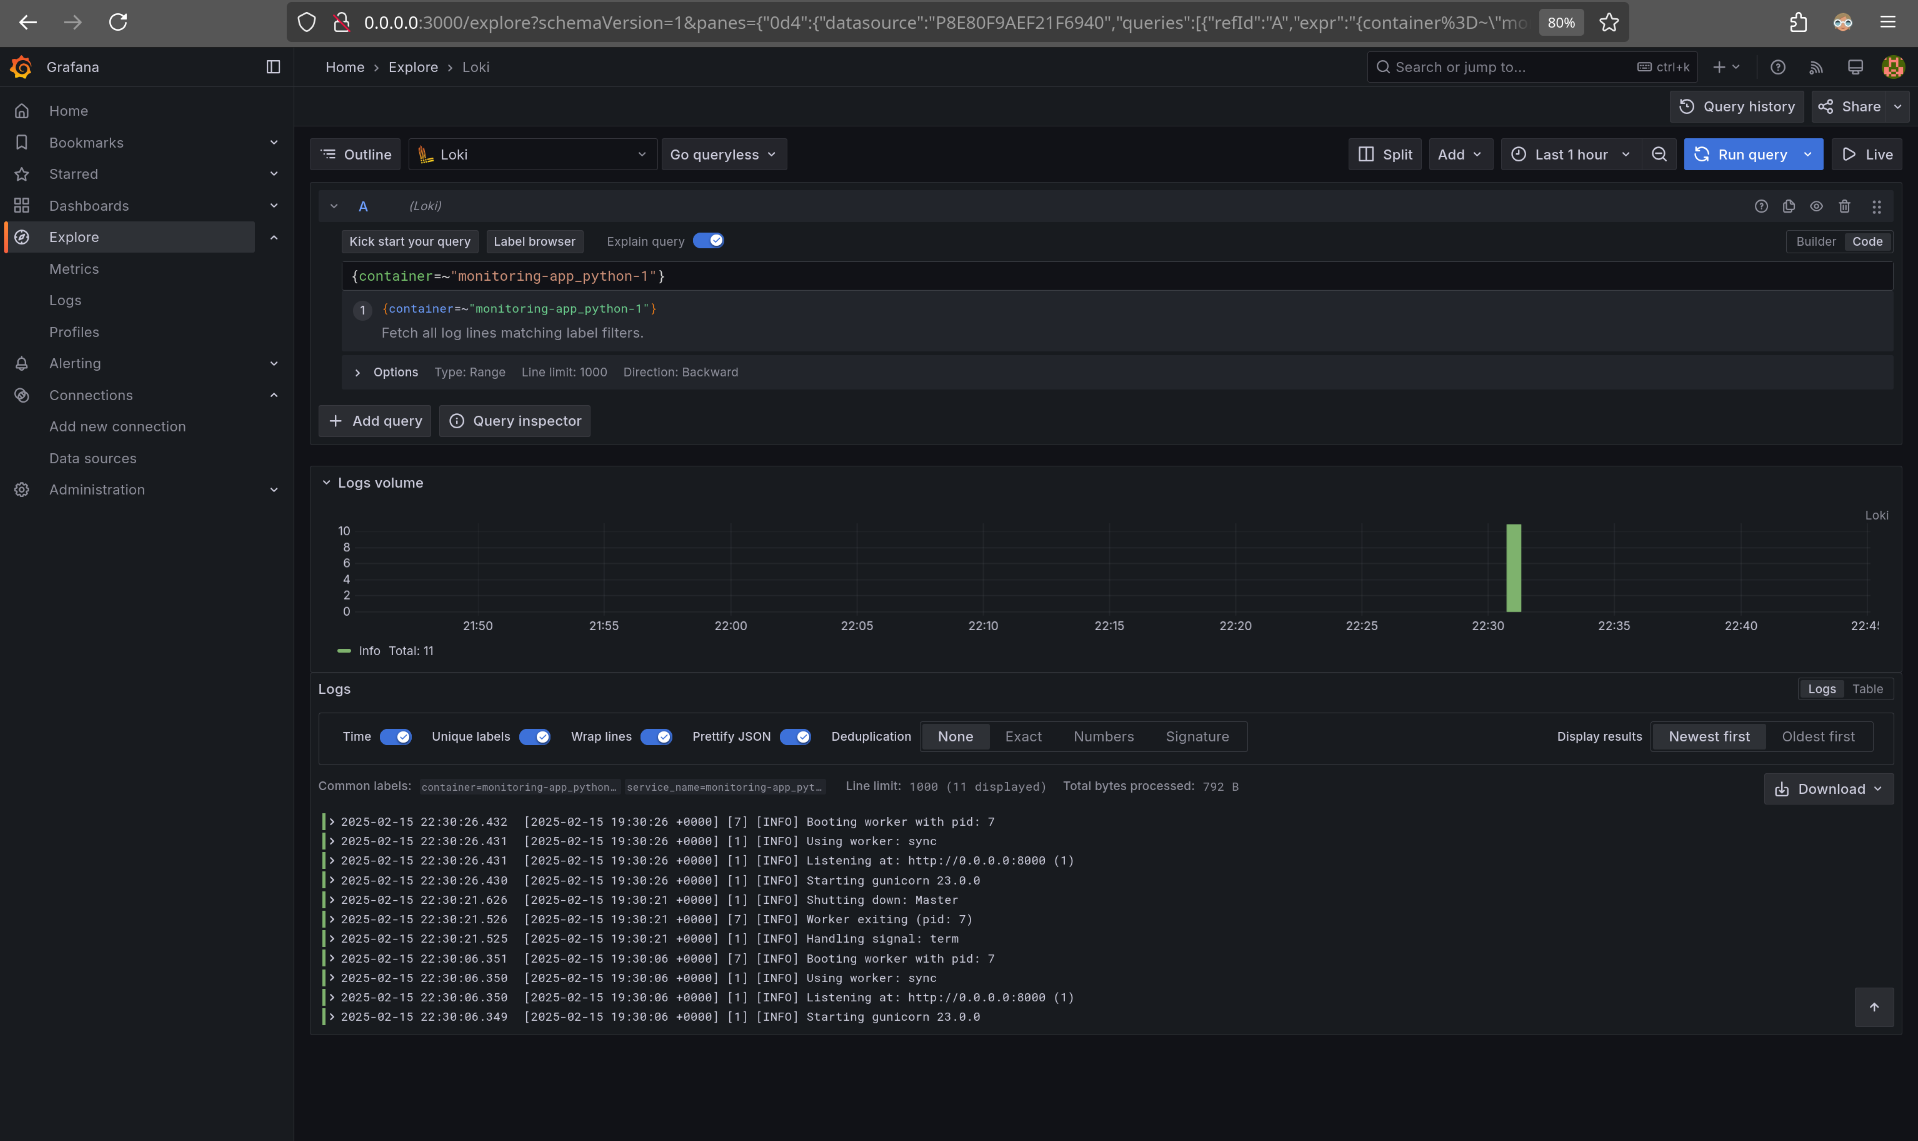 0.0.0.0:3000/explore?schemaVersion=1&panes={"0d4":{"datasource":"P8E80F9AEF21F6940","queries":[{"refId":"A","expr":"{container%3D~\"mo
80%
Grafana
Home › Explore › Loki
Search or jump to...
ctrl+k
Query history
Share
Home
Bookmarks
Starred
Dashboards
Explore
Metrics
Logs
Profiles
Alerting
Connections
Add new connection
Data sources
Administration
Outline
Loki
Go queryless
Split
Add
Last 1 hour
Run query
Live
A (Loki)
Kick start your query
Label browser
Explain query
Builder
Code
{container=~"monitoring-app_python-1"}
1 {container=~"monitoring-app_python-1"}
Fetch all log lines matching label filters.
Options Type: Range Line limit: 1000 Direction: Backward
Add query
Query inspector
Logs volume
Loki
10
8
6
4
2
0
21:50 21:55 22:00 22:05 22:10 22:15 22:20 22:25 22:30 22:35 22:40 22:4
Info Total: 11
Logs
Logs Table
Time
Unique labels
Wrap lines
Prettify JSON
Deduplication
None Exact Numbers Signature
Display results
Newest first Oldest first
Common labels: container=monitoring-app_python… service_name=monitoring-app_pyt… Line limit: 1000 (11 displayed) Total bytes processed: 792 B
Download
2025-02-15 22:30:26.432 [2025-02-15 19:30:26 +0000] [7] [INFO] Booting worker with pid: 7
2025-02-15 22:30:26.431 [2025-02-15 19:30:26 +0000] [1] [INFO] Using worker: sync
2025-02-15 22:30:26.431 [2025-02-15 19:30:26 +0000] [1] [INFO] Listening at: http://0.0.0.0:8000 (1)
2025-02-15 22:30:26.430 [2025-02-15 19:30:26 +0000] [1] [INFO] Starting gunicorn 23.0.0
2025-02-15 22:30:21.626 [2025-02-15 19:30:21 +0000] [1] [INFO] Shutting down: Master
2025-02-15 22:30:21.526 [2025-02-15 19:30:21 +0000] [7] [INFO] Worker exiting (pid: 7)
2025-02-15 22:30:21.525 [2025-02-15 19:30:21 +0000] [1] [INFO] Handling signal: term
2025-02-15 22:30:06.351 [2025-02-15 19:30:06 +0000] [7] [INFO] Booting worker with pid: 7
2025-02-15 22:30:06.350 [2025-02-15 19:30:06 +0000] [1] [INFO] Using worker: sync
2025-02-15 22:30:06.350 [2025-02-15 19:30:06 +0000] [1] [INFO] Listening at: http://0.0.0.0:8000 (1)
2025-02-15 22:30:06.349 [2025-02-15 19:30:06 +0000] [1] [INFO] Starting gunicorn 23.0.0